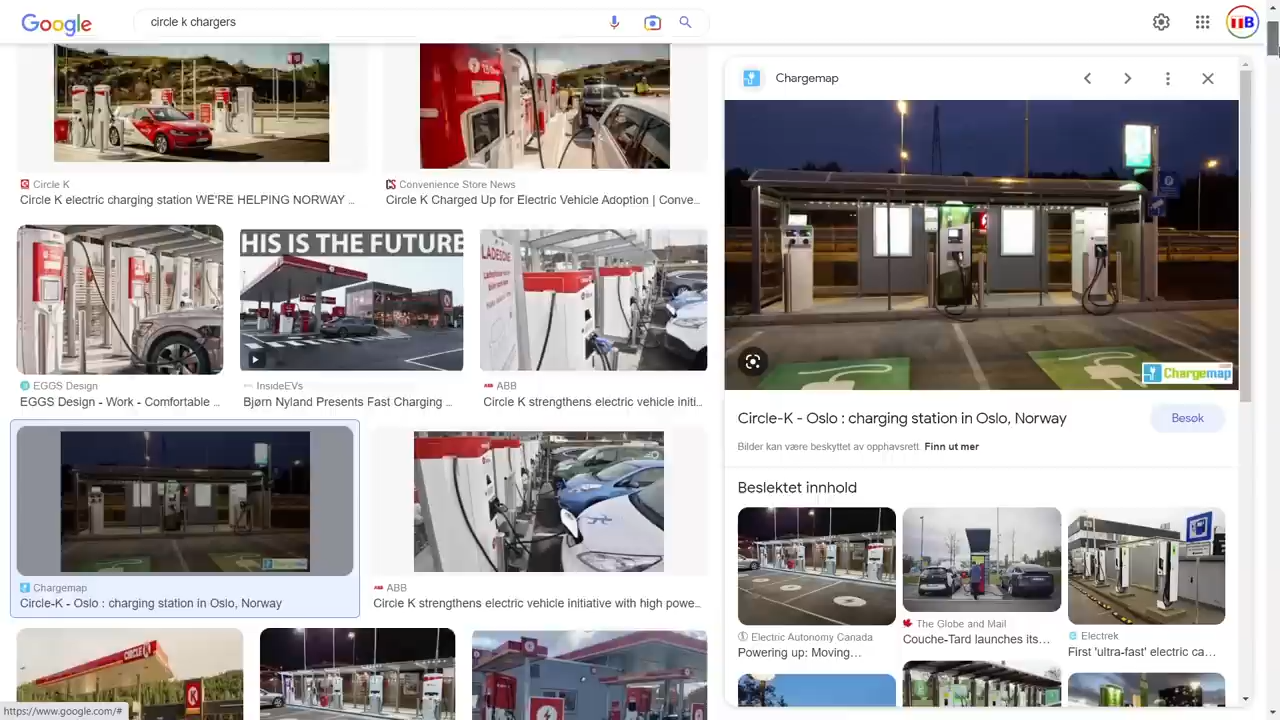 Google
circle k chargers
Circle K
Circle K electric charging station WE'RE HELPING NORWAY ...
Convenience Store News
Circle K Charged Up for Electric Vehicle Adoption | Conve...
HIS IS THE FUTURE
EGGS Design
EGGS Design - Work - Comfortable ...
InsideEVs
Bjørn Nyland Presents Fast Charging ...
ABB
Circle K strengthens electric vehicle initi...
Chargemap
Circle-K - Oslo : charging station in Oslo, Norway
ABB
Circle K strengthens electric vehicle initiative with high powe...
CIRCLE K
https://www.google.com/#
Chargemap
Chargemap
Circle-K - Oslo : charging station in Oslo, Norway
Besøk
Bilder kan være beskyttet av opphavsrett. Finn ut mer
Beslektet innhold
Electric Autonomy Canada
Powering up: Moving...
The Globe and Mail
Couche-Tard launches its...
Electrek
First 'ultra-fast' electric ca...